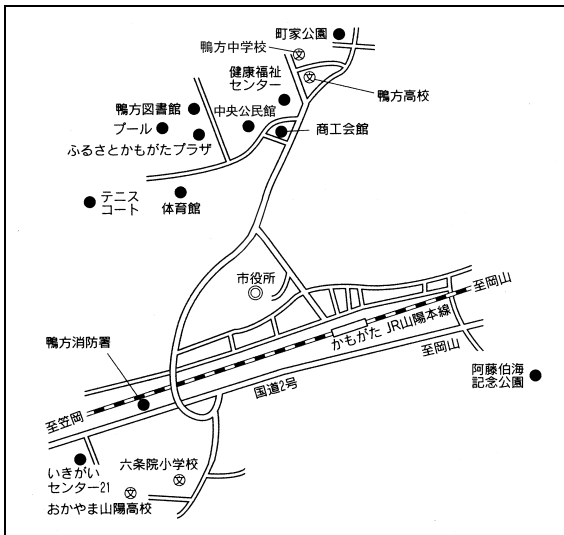 町家公園
鴨方中学校
文
健康福祉
センター
文
鴨方高校
鴨方図書館
プール
中央公民館
商工会館
ふるさとかもがたプラザ
テニス
コート
体育館
市役所
至岡山
かもがた JR山陽本線
鴨方消防署
至岡山
阿藤伯海
記念公園
国道2号
至笠岡
いきがい
センター21
六条院小学校
文
文
おかやま山陽高校